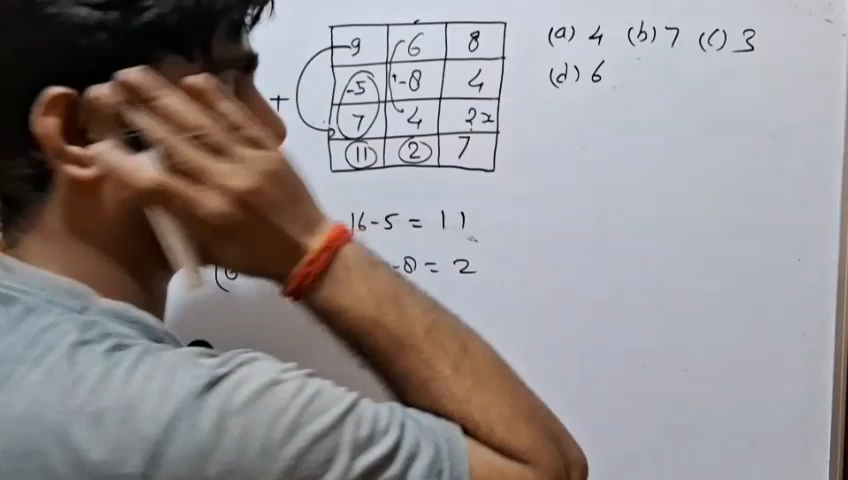 9 6 8 (a) 4 (b) 7 (c) 3
-5 -8 4 (d) 6
+ 7 4 2x
11 2 7
16-5 = 11
-8 = 2